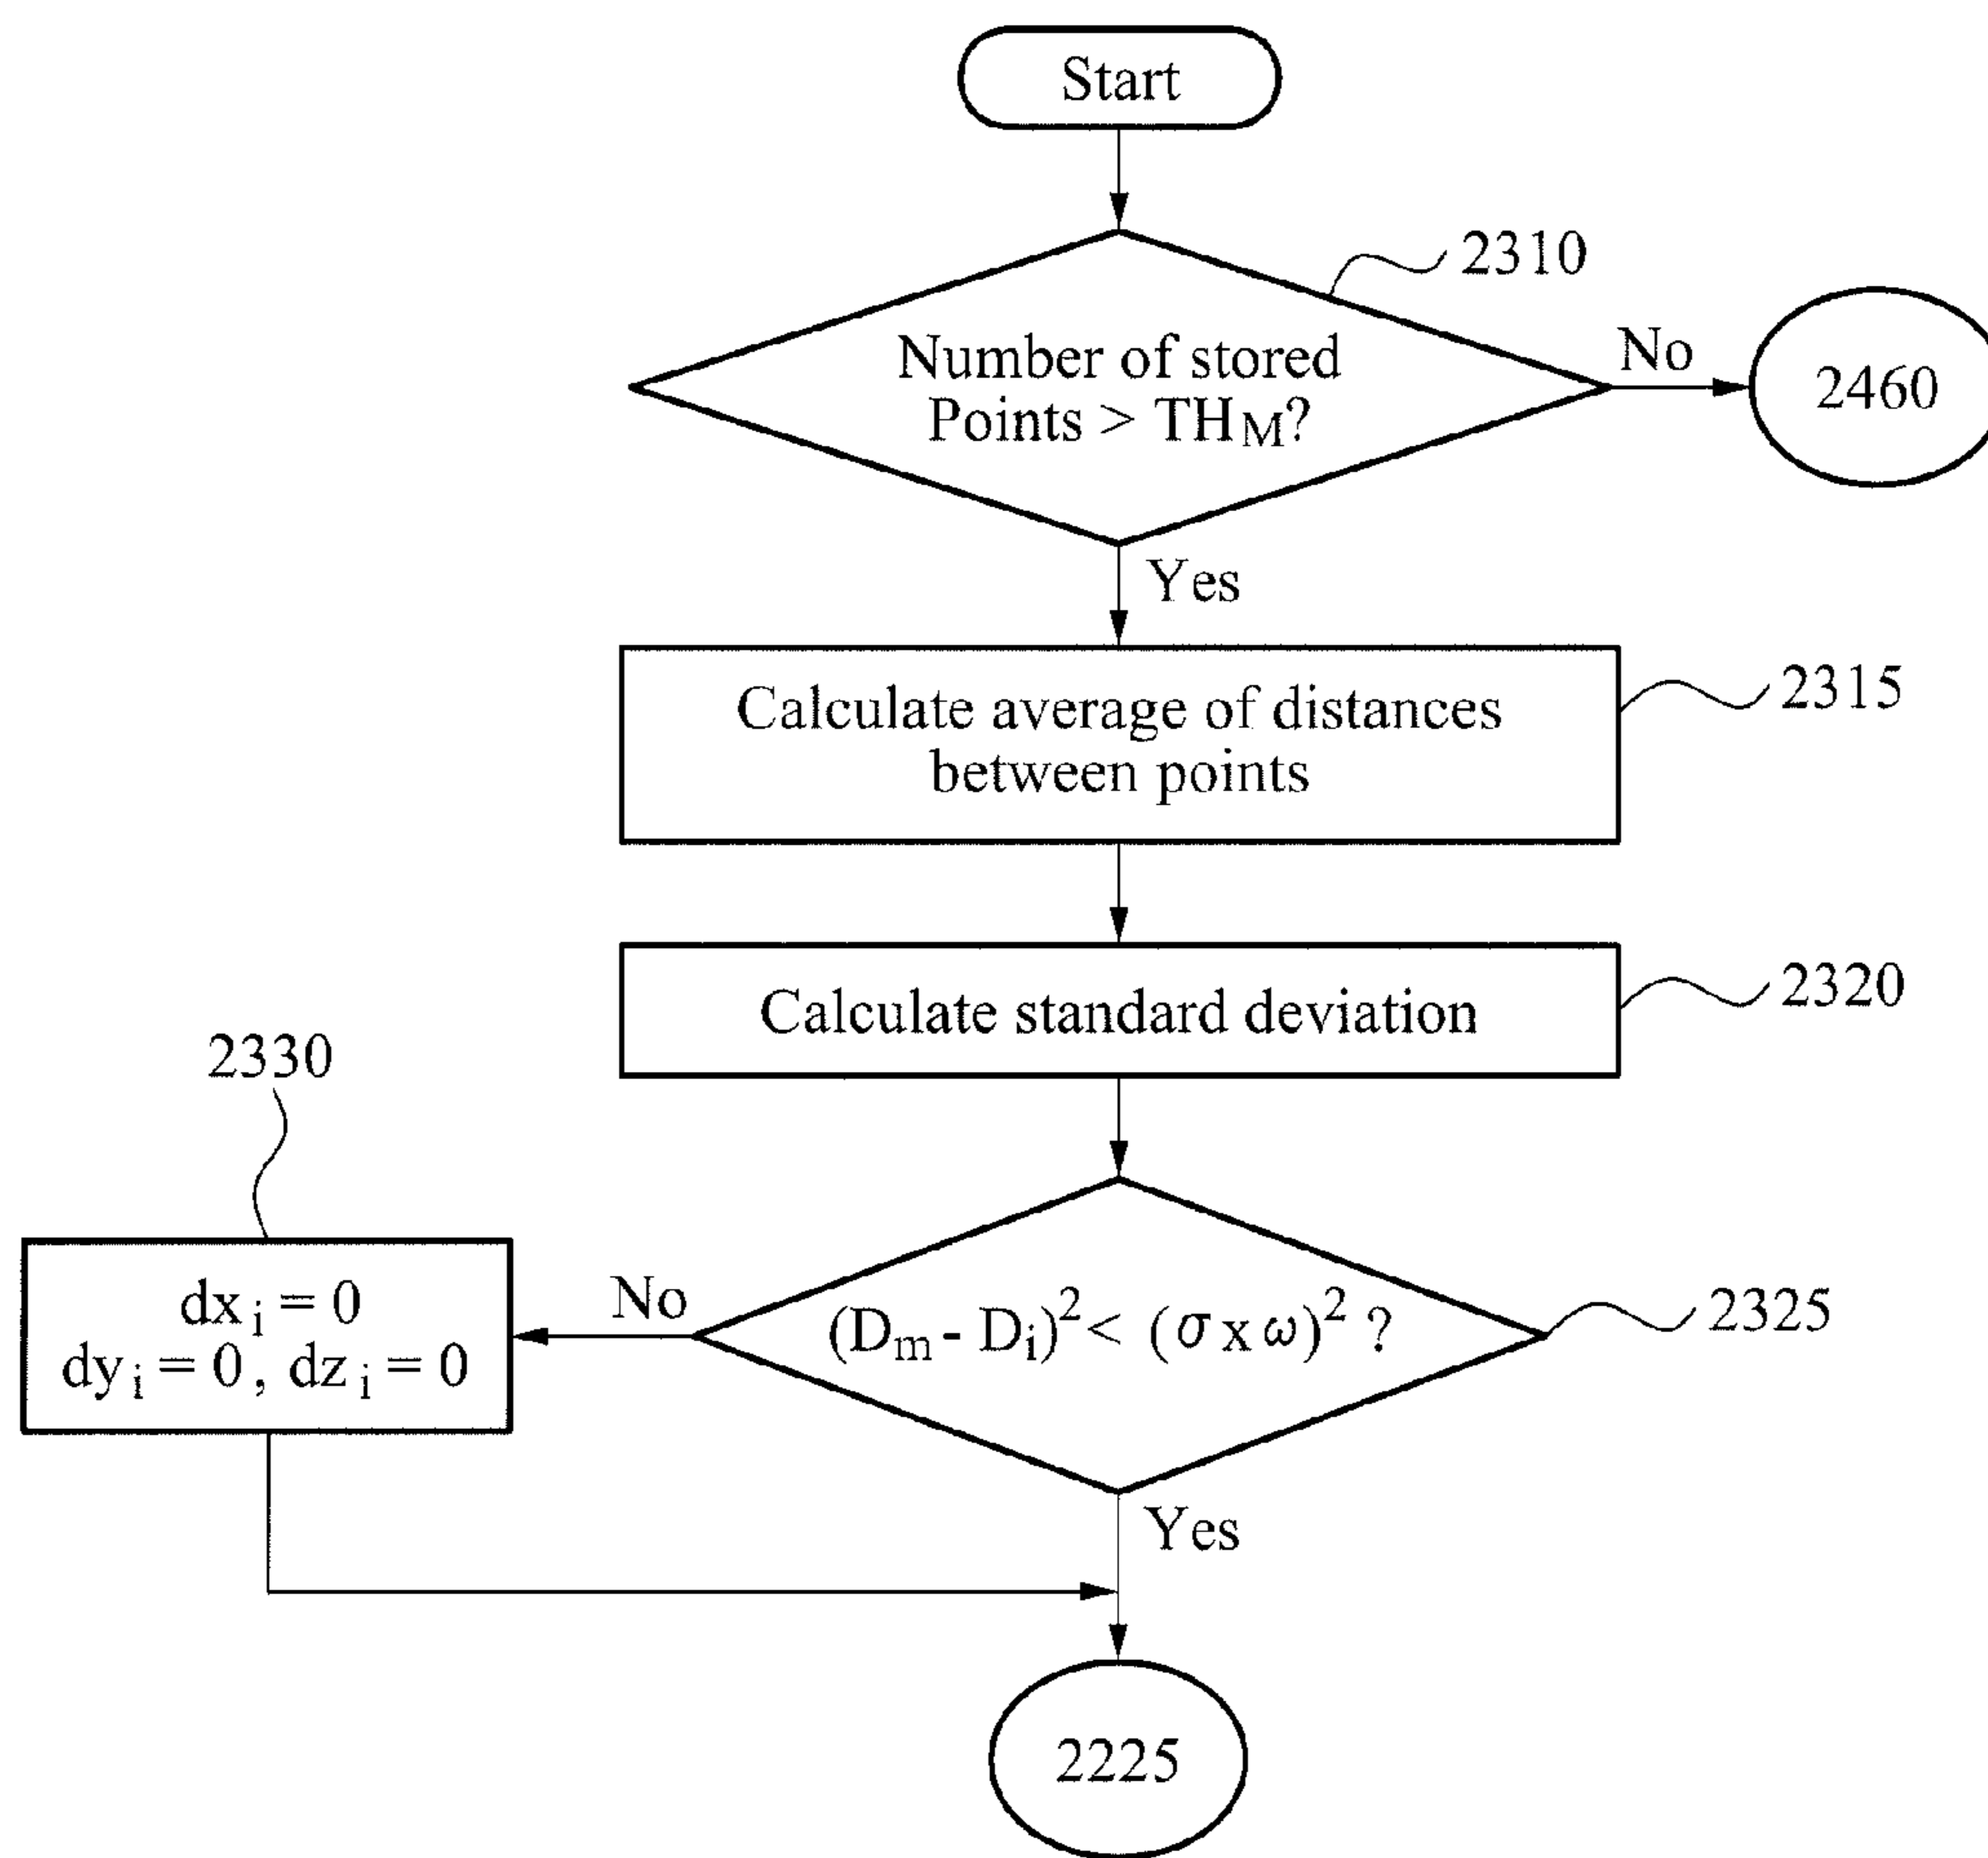 Start
2310
Number of stored
Points > THM?
No
2460
Yes
Calculate average of distances
between points
2315
Calculate standard deviation
2320
2330
dxi = 0
dyi = 0, dzi = 0
No
(Dm - Di)² < (σ x ω)² ?
2325
Yes
2225